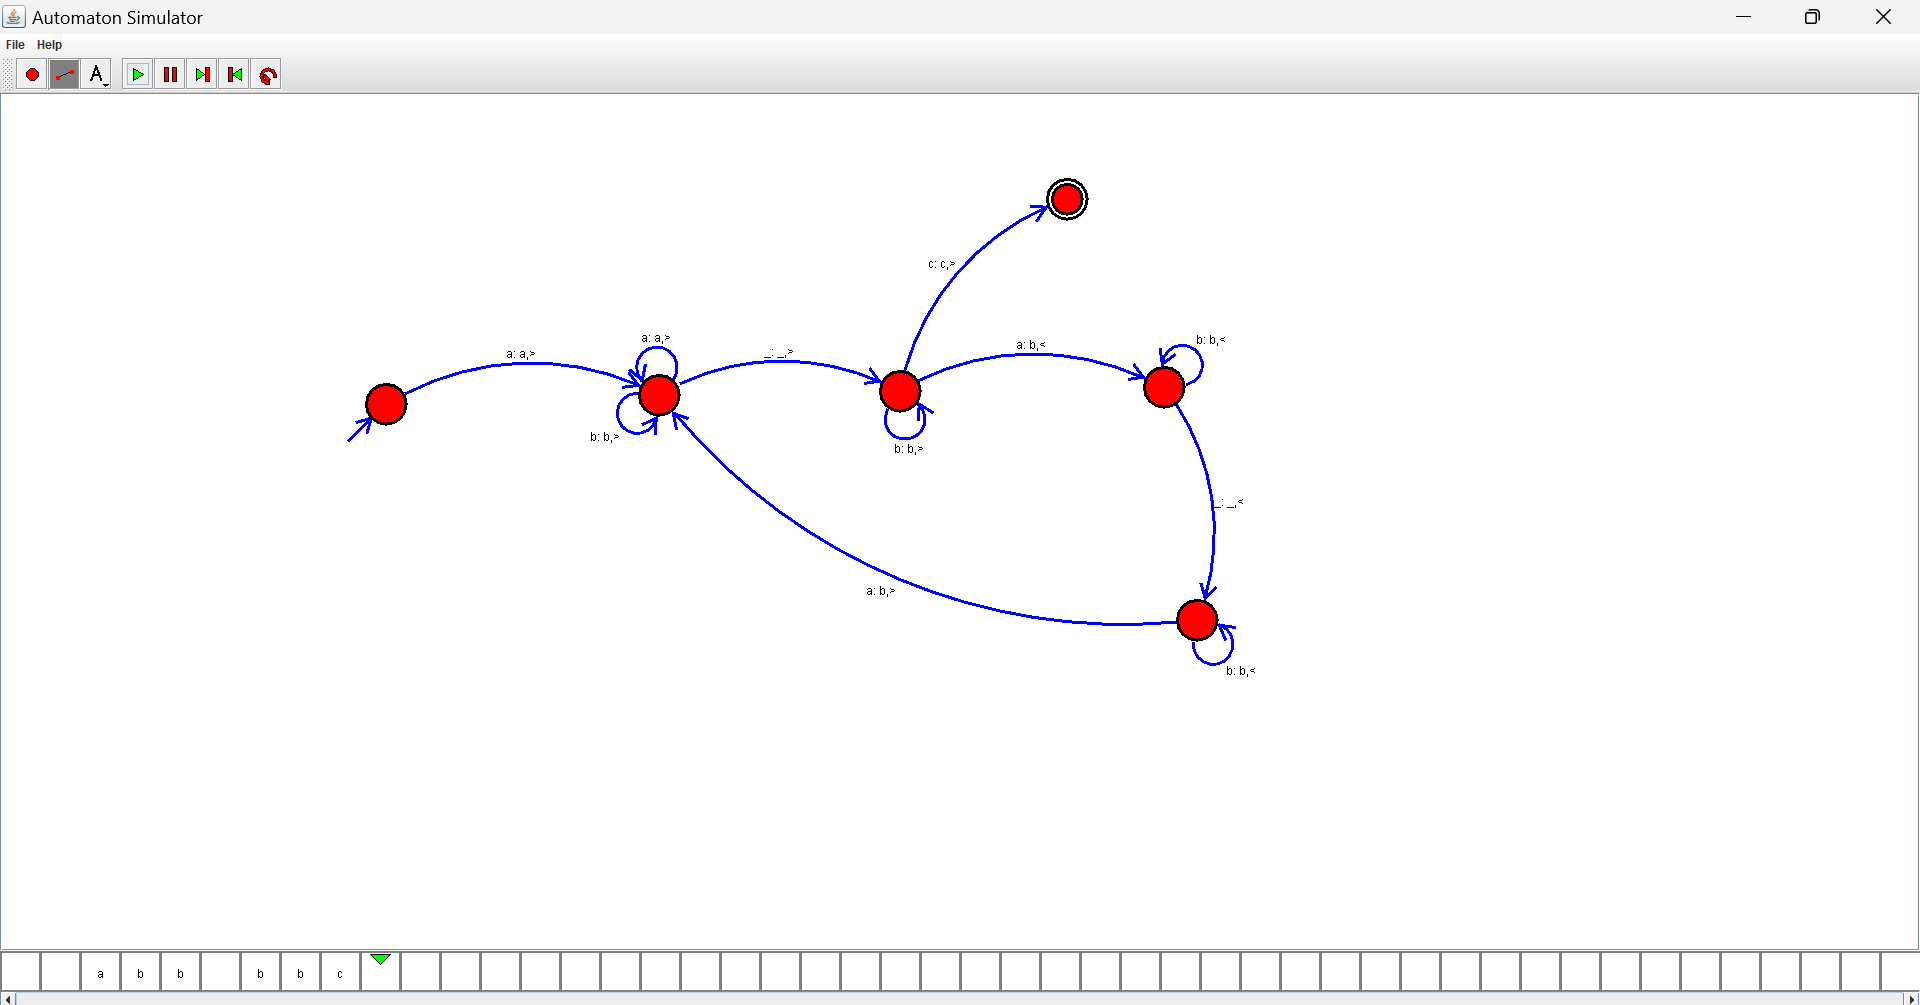 Automaton Simulator
File Help
A
c: c,>
a: a,>
a: a,>
_: _,>
a: b,<
b: b,<
b: b,>
b: b,>
_: _,<
a: b,>
b: b,<
a b b b b c